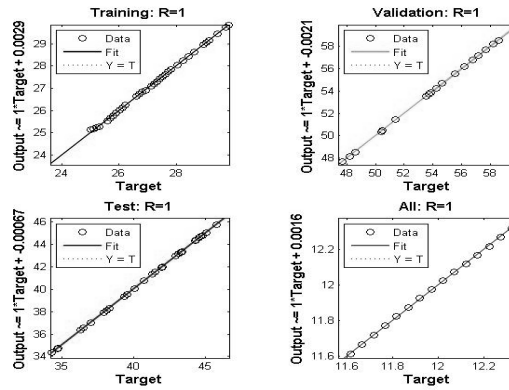 Training: R=1
Output ~= 1*Target + 0.0029
29
28
27
26
25
24
Data
Fit
Y = T
24
26
28
Target
Validation: R=1
Output ~= 1*Target + -0.0021
58
56
54
52
50
48
Data
Fit
Y = T
48
50
52
54
56
58
Target
Test: R=1
Output ~= 1*Target + -0.00067
46
44
42
40
38
36
34
Data
Fit
Y = T
35
40
45
Target
All: R=1
Output ~= 1*Target + 0.0016
12.2
12
11.8
11.6
Data
Fit
Y = T
11.6
11.8
12
12.2
Target